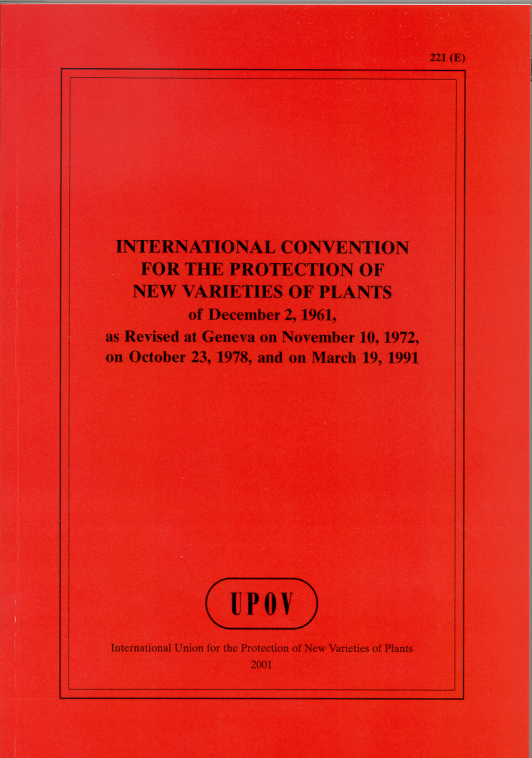 221 (E)
INTERNATIONAL CONVENTION
FOR THE PROTECTION OF
NEW VARIETIES OF PLANTS
of December 2, 1961,
as Revised at Geneva on November 10, 1972,
on October 23, 1978, and on March 19, 1991
UPOV
International Union for the Protection of New Varieties of Plants
2001